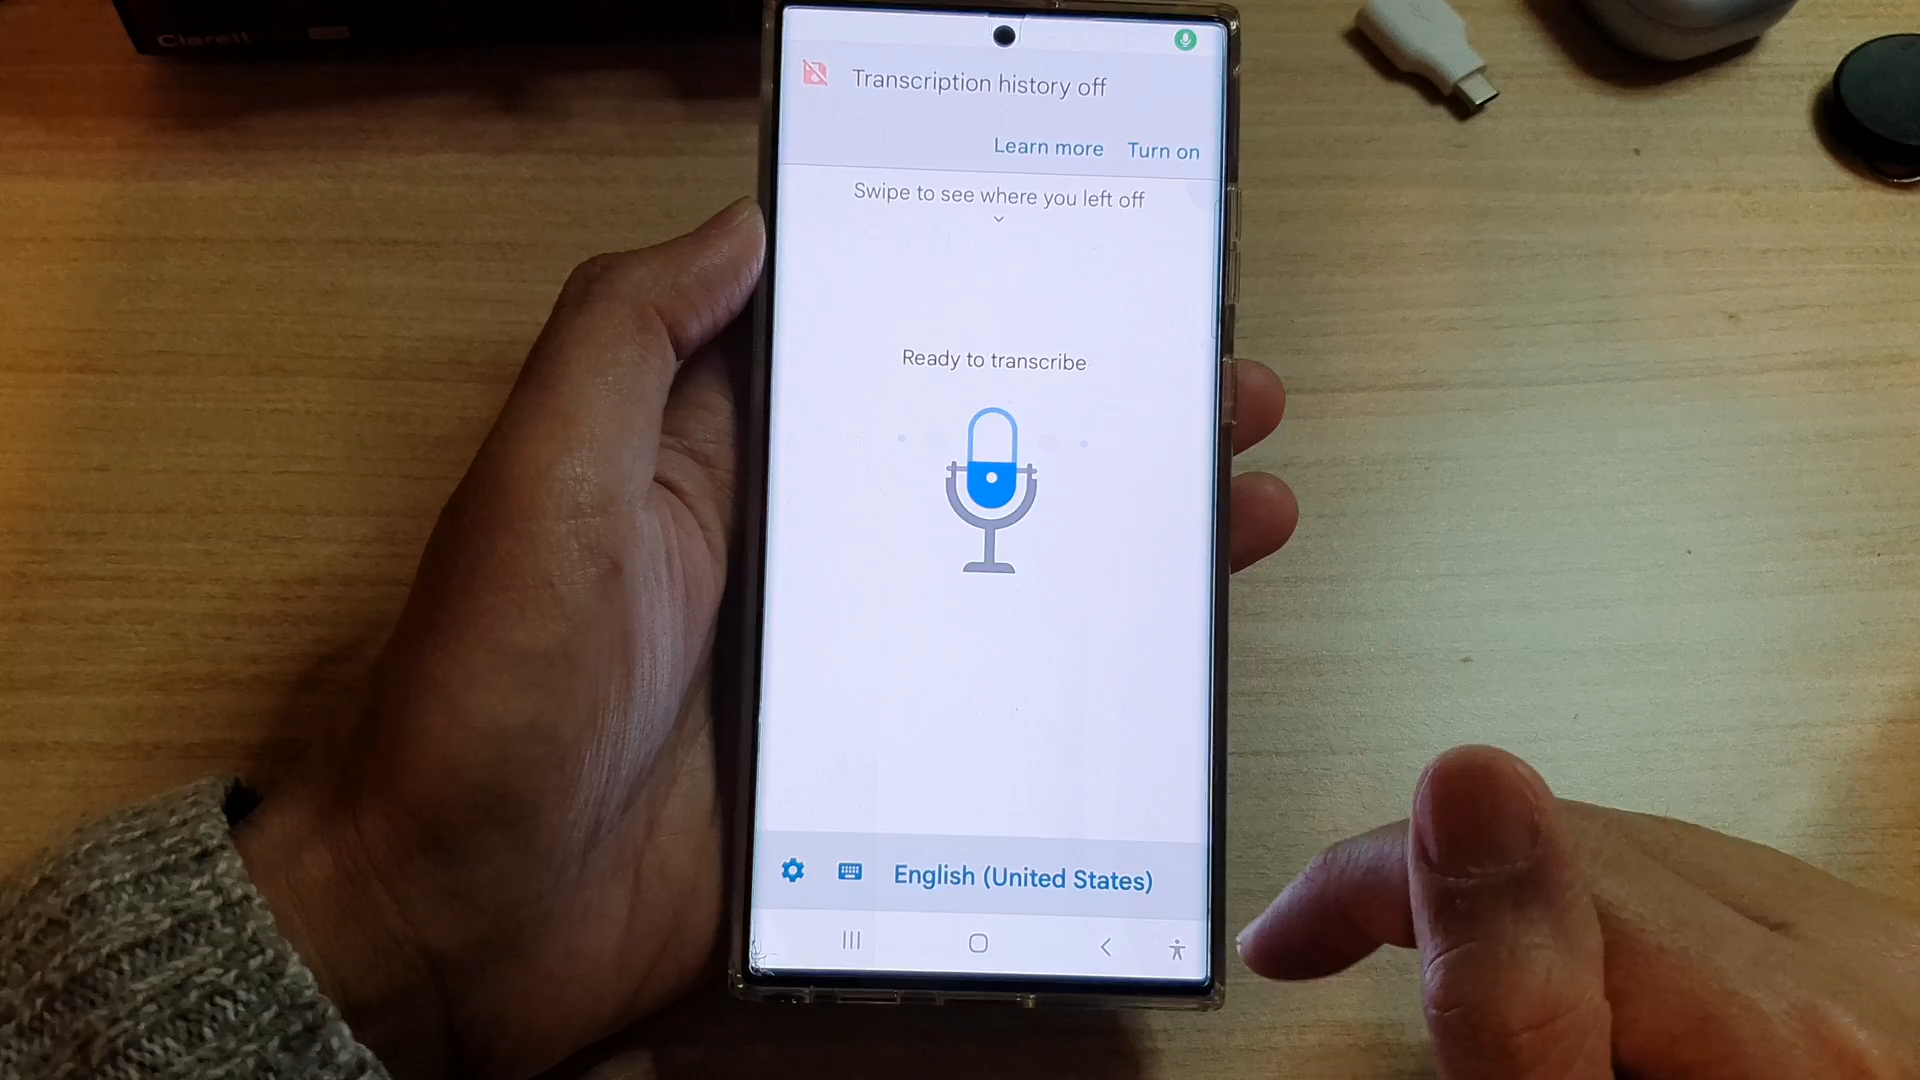 Clarett
Transcription history off
Learn more Turn on
Swipe to see where you left off
Ready to transcribe
English (United States)